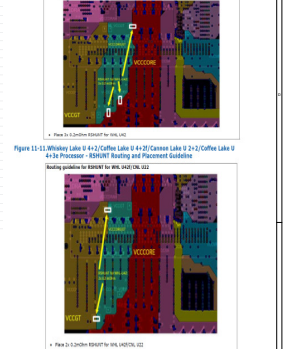 VCCCORE
VCCGT
• Place 2x 0.2mOhm RSHUNT for WHL U42
Figure 11-11.Whiskey Lake U 4+2/Coffee Lake U 4+2f/Cannon Lake U 2+2/Coffee Lake U
4+3e Processor - RSHUNT Routing and Placement Guideline
Routing guideline for RSHUNT for WHL U42f/CNL U22
VCCCORE
VCCGT
• Place 2x 0.2mOhm RSHUNT for WHL U42f/CNL U22